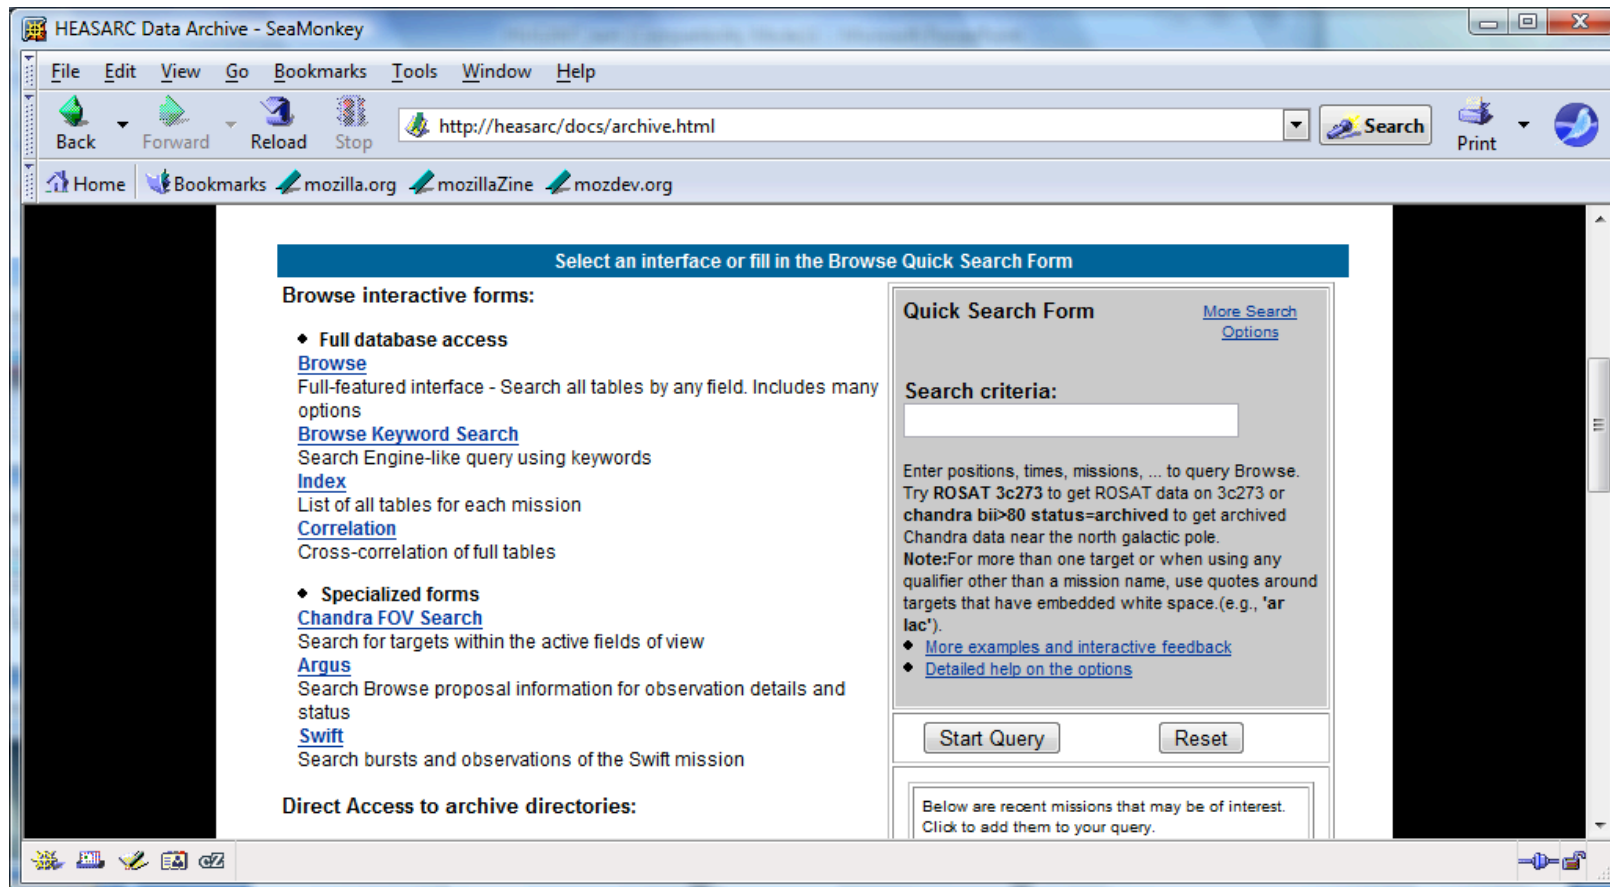 HEASARC Data Archive - SeaMonkey
File Edit View Go Bookmarks Tools Window Help
Back Forward Reload Stop http://heasarc/docs/archive.html Search Print
Home Bookmarks mozilla.org mozillaZine mozdev.org
Select an interface or fill in the Browse Quick Search Form
Browse interactive forms:
Full database access
Browse
Full-featured interface - Search all tables by any field. Includes many
options
Browse Keyword Search
Search Engine-like query using keywords
Index
List of all tables for each mission
Correlation
Cross-correlation of full tables
Specialized forms
Chandra FOV Search
Search for targets within the active fields of view
Argus
Search Browse proposal information for observation details and
status
Swift
Search bursts and observations of the Swift mission
Direct Access to archive directories:
Quick Search Form
More Search
Options
Search criteria:
Enter positions, times, missions, ... to query Browse.
Try ROSAT 3c273 to get ROSAT data on 3c273 or
chandra bii>80 status=archived to get archived
Chandra data near the north galactic pole.
Note:For more than one target or when using any
qualifier other than a mission name, use quotes around
targets that have embedded white space.(e.g., 'ar
lac').
More examples and interactive feedback
Detailed help on the options
Start Query Reset
Below are recent missions that may be of interest.
Click to add them to your query.